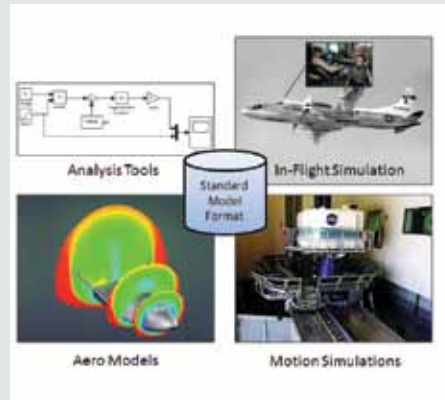 Analysis Tools
In-Flight Simulation
Standard
Model
Format
Aero Models
Motion Simulations